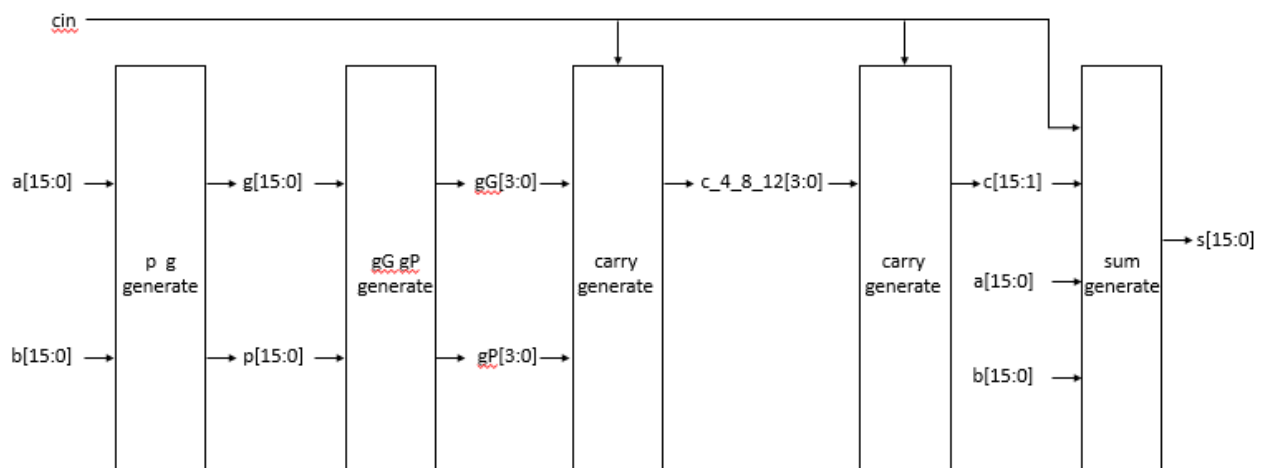 cin
a[15:0]
g[15:0]
gG[3:0]
c_4_8_12[3:0]
c[15:1]
s[15:0]
p g
generate
gG gP
generate
carry
generate
carry
generate
a[15:0]
sum
generate
b[15:0]
p[15:0]
gP[3:0]
b[15:0]